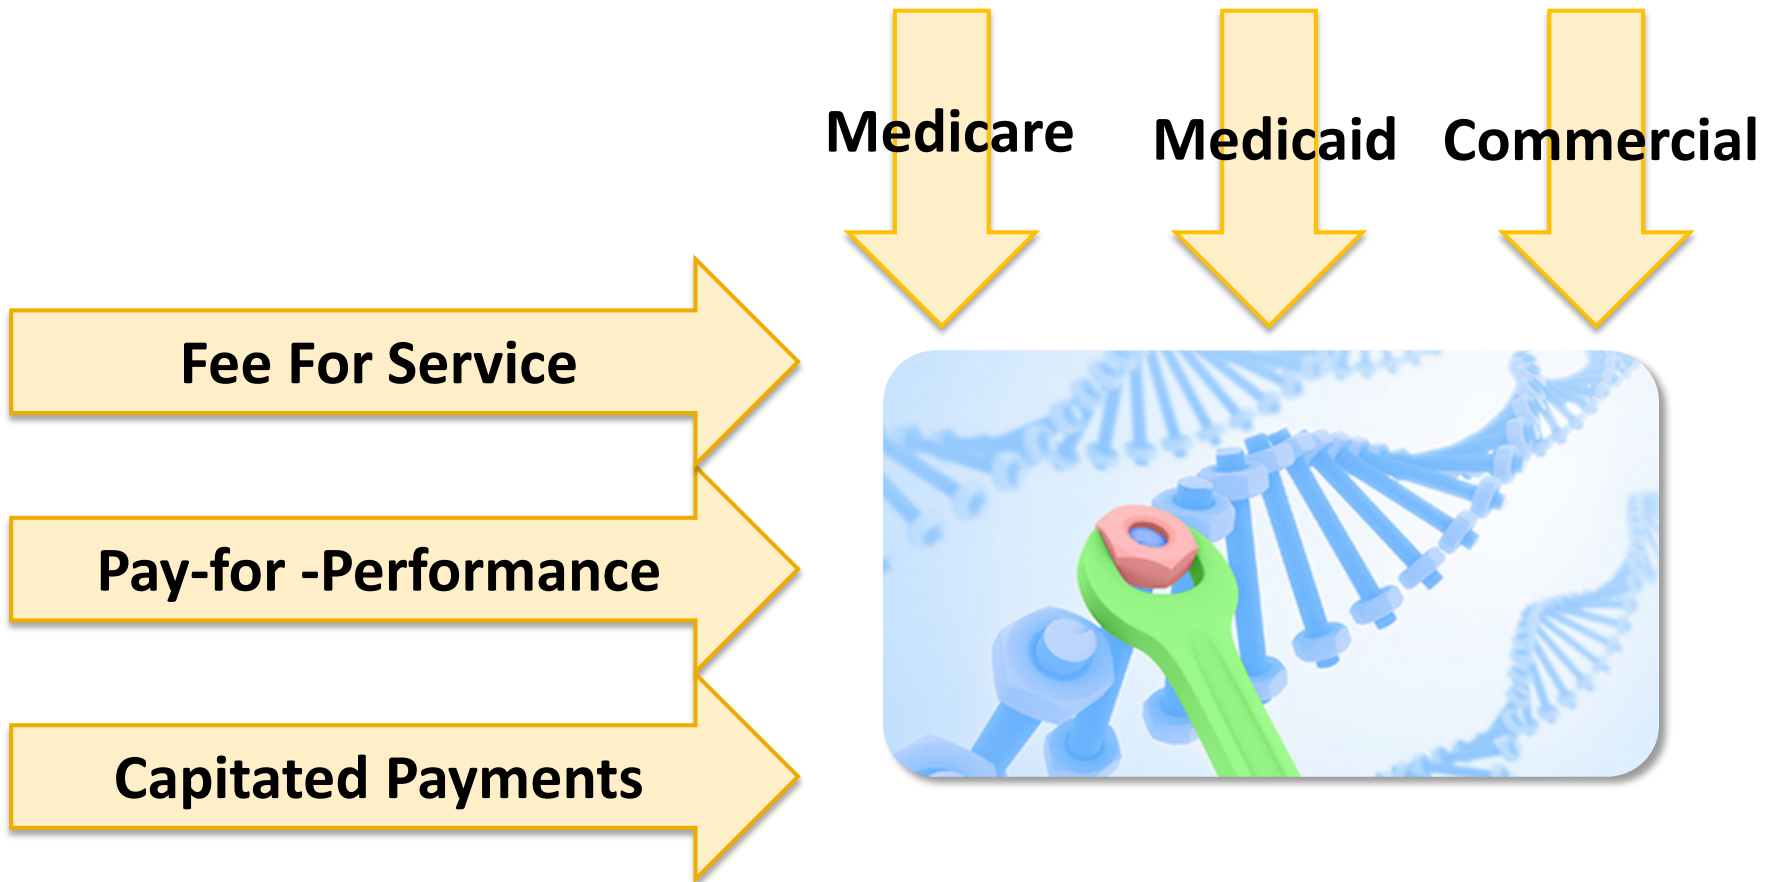 Medicare
Medicaid
Commercial
Fee For Service
Pay-for -Performance
Capitated Payments